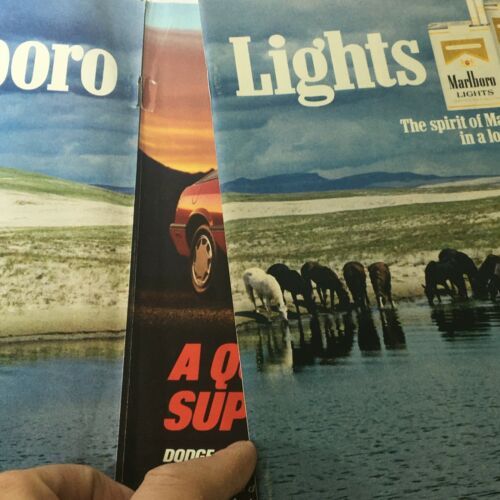 boro Lights
Marlboro
LIGHTS
The spirit of Ma
in a lo
A Q
SUP
DODGE